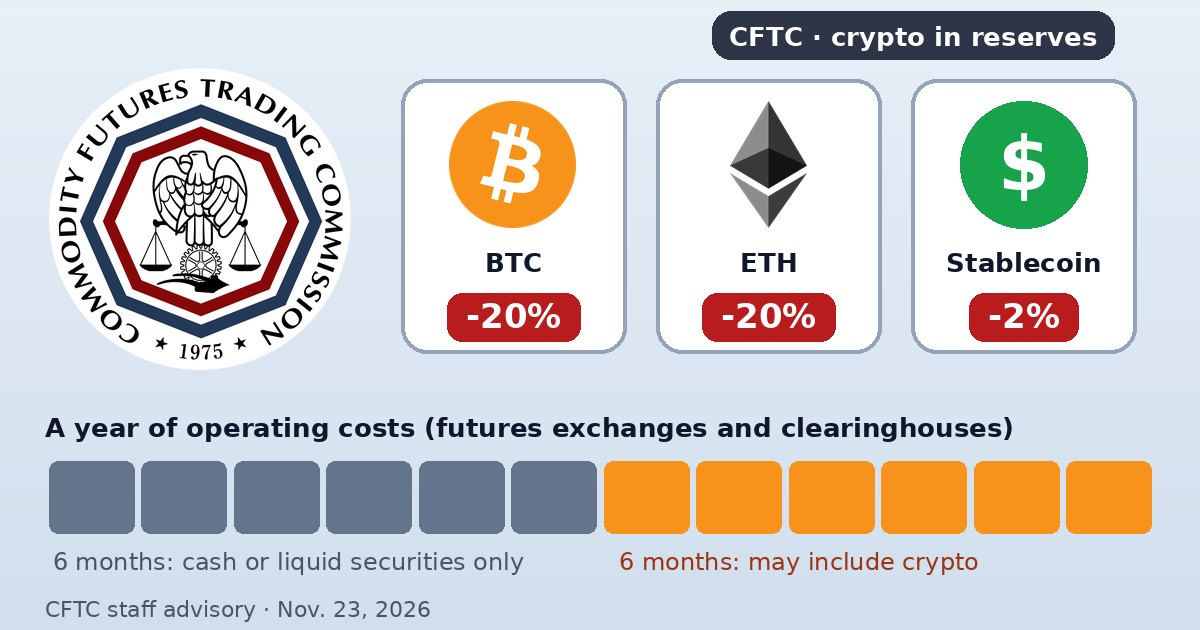 CFTC · crypto in reserves
COMMODITY FUTURES TRADING COMMISSION
★ 1975 ★
BTC
-20%
ETH
-20%
$
Stablecoin
-2%
A year of operating costs (futures exchanges and clearinghouses)
6 months: cash or liquid securities only
6 months: may include crypto
CFTC staff advisory · Nov. 23, 2026